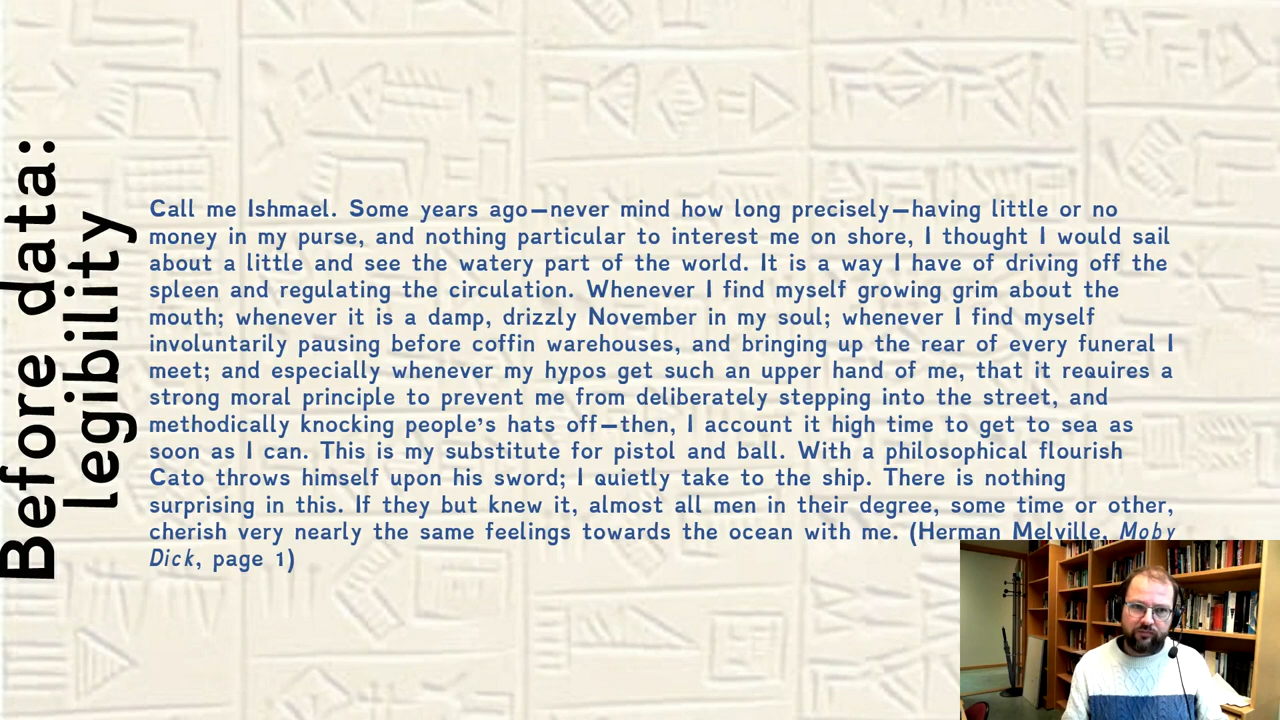 Before data:
legibility
Call me Ishmael. Some years ago—never mind how long precisely—having little or no
money in my purse, and nothing particular to interest me on shore, I thought I would sail
about a little and see the watery part of the world. It is a way I have of driving off the
spleen and regulating the circulation. Whenever I find myself growing grim about the
mouth; whenever it is a damp, drizzly November in my soul; whenever I find myself
involuntarily pausing before coffin warehouses, and bringing up the rear of every funeral I
meet; and especially whenever my hypos get such an upper hand of me, that it requires a
strong moral principle to prevent me from deliberately stepping into the street, and
methodically knocking people’s hats off—then, I account it high time to get to sea as
soon as I can. This is my substitute for pistol and ball. With a philosophical flourish
Cato throws himself upon his sword; I quietly take to the ship. There is nothing
surprising in this. If they but knew it, almost all men in their degree, some time or other,
cherish very nearly the same feelings towards the ocean with me. (Herman Melville, Moby
Dick, page 1)